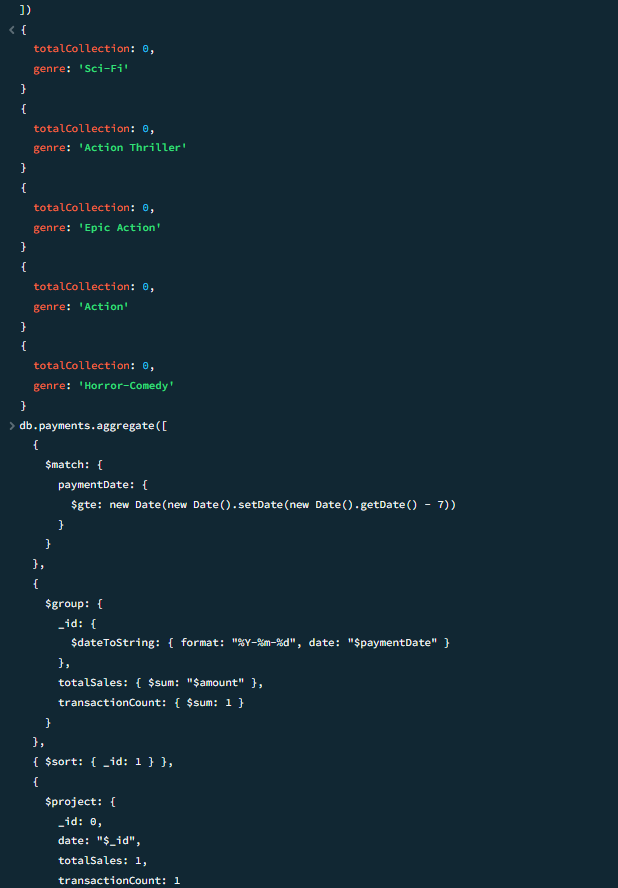 ])
< {
totalCollection: 0,
genre: 'Sci-Fi'
}
{
totalCollection: 0,
genre: 'Action Thriller'
}
{
totalCollection: 0,
genre: 'Epic Action'
}
{
totalCollection: 0,
genre: 'Action'
}
{
totalCollection: 0,
genre: 'Horror-Comedy'
}
> db.payments.aggregate([
{
$match: {
paymentDate: {
$gte: new Date(new Date().setDate(new Date().getDate() - 7))
}
}
},
{
$group: {
_id: {
$dateToString: { format: "%Y-%m-%d", date: "$paymentDate" }
},
totalSales: { $sum: "$amount" },
transactionCount: { $sum: 1 }
}
},
{ $sort: { _id: 1 } },
{
$project: {
_id: 0,
date: "$_id",
totalSales: 1,
transactionCount: 1